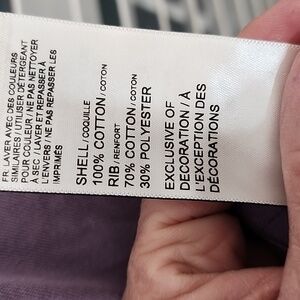 FR: LAVER AVEC DES COULEURS
SIMILAIRES / UTILISER DÉTERGENT
POUR COULEUR / NE PAS NETTOYER
À SEC / LAVER ET REPASSER À
L'ENVERS / NE PAS REPASSER LES
IMPRIMÉS
SHELL / COQUILLE
100% COTTON / COTON
RIB / RENFORT
70% COTTON / COTON
30% POLYESTER
EXCLUSIVE OF
DECORATION / À
L'EXCEPTION DES
DÉCORATIONS